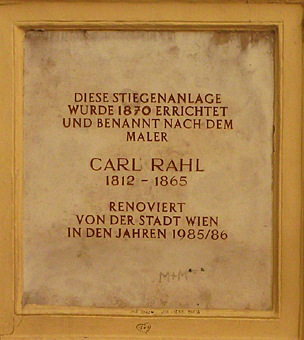 DIESE STIEGENANLAGE
WURDE 1870 ERRICHTET
UND BENANNT NACH DEM
MALER
CARL RAHL
1812 - 1865
RENOVIERT
VON DER STADT WIEN
IN DEN JAHREN 1985/86
M+M